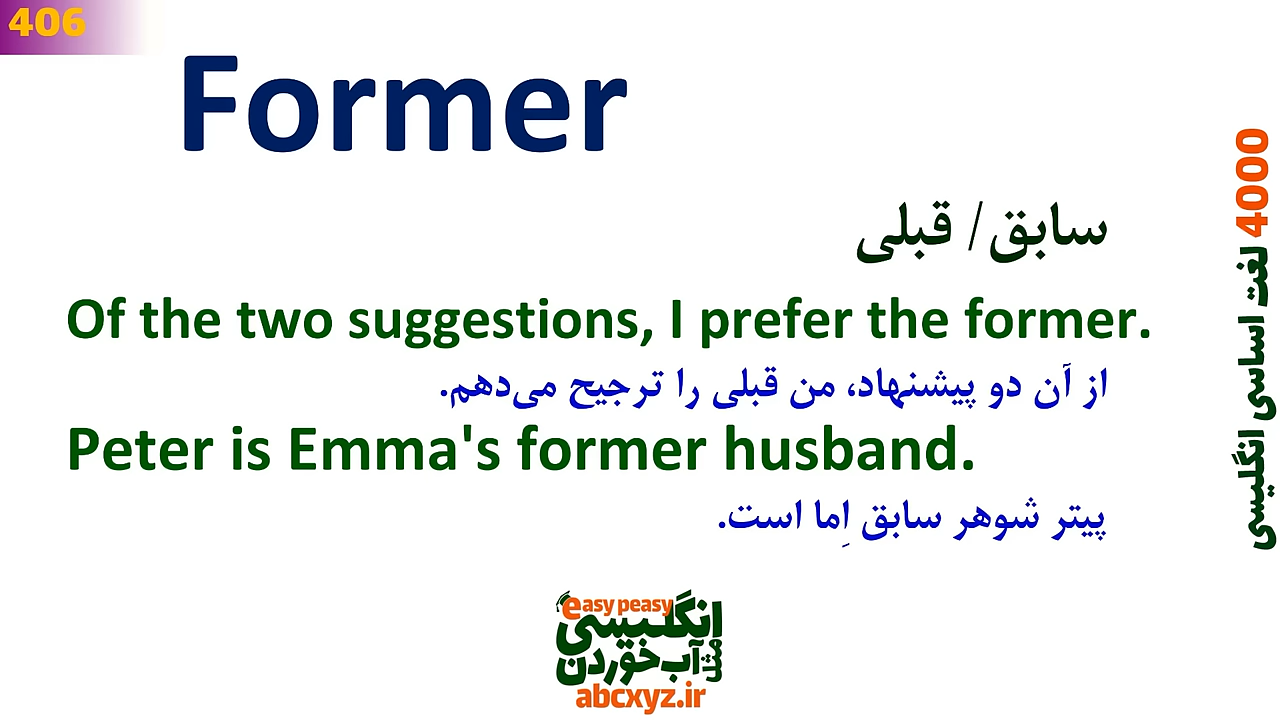 406
Former
سابق/ قبلی
Of the two suggestions, I prefer the former.
از آن دو پیشنهاد، من قبلی را ترجیح می‌دهم.
Peter is Emma's former husband.
پیتر شوهر سابق اِما است.
4000 لغت اساسی انگلیسی
easy peasy
انگلیسی
مثل آب خوردن
abcxyz.ir